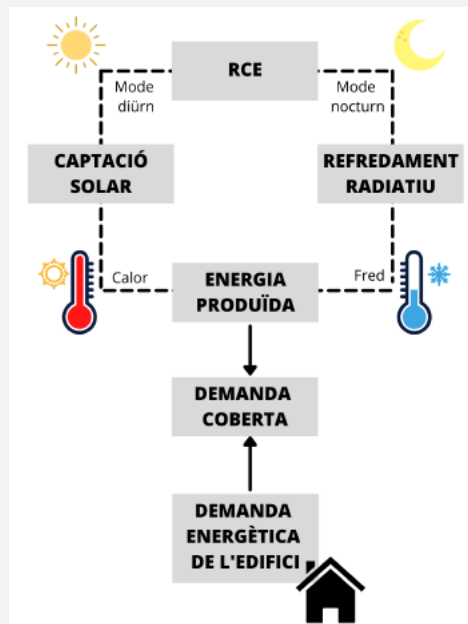 RCE
Mode
diürn
Mode
nocturn
CAPTACIÓ
SOLAR
REFREDAMENT
RADIATIU
Calor
ENERGIA
PRODUÏDA
Fred
DEMANDA
COBERTA
DEMANDA
ENERGÈTICA
DE L'EDIFICI